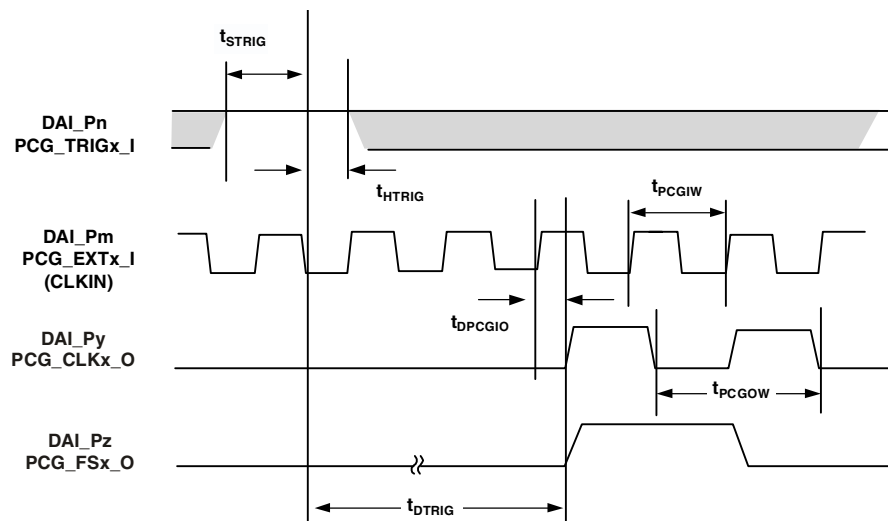 tSTRIG
DAI_Pn
PCG_TRIGx_I
tHTRIG
tPCGIW
DAI_Pm
PCG_EXTx_I
(CLKIN)
tDPCGIO
DAI_Py
PCG_CLKx_O
tPCGOW
DAI_Pz
PCG_FSx_O
tDTRIG